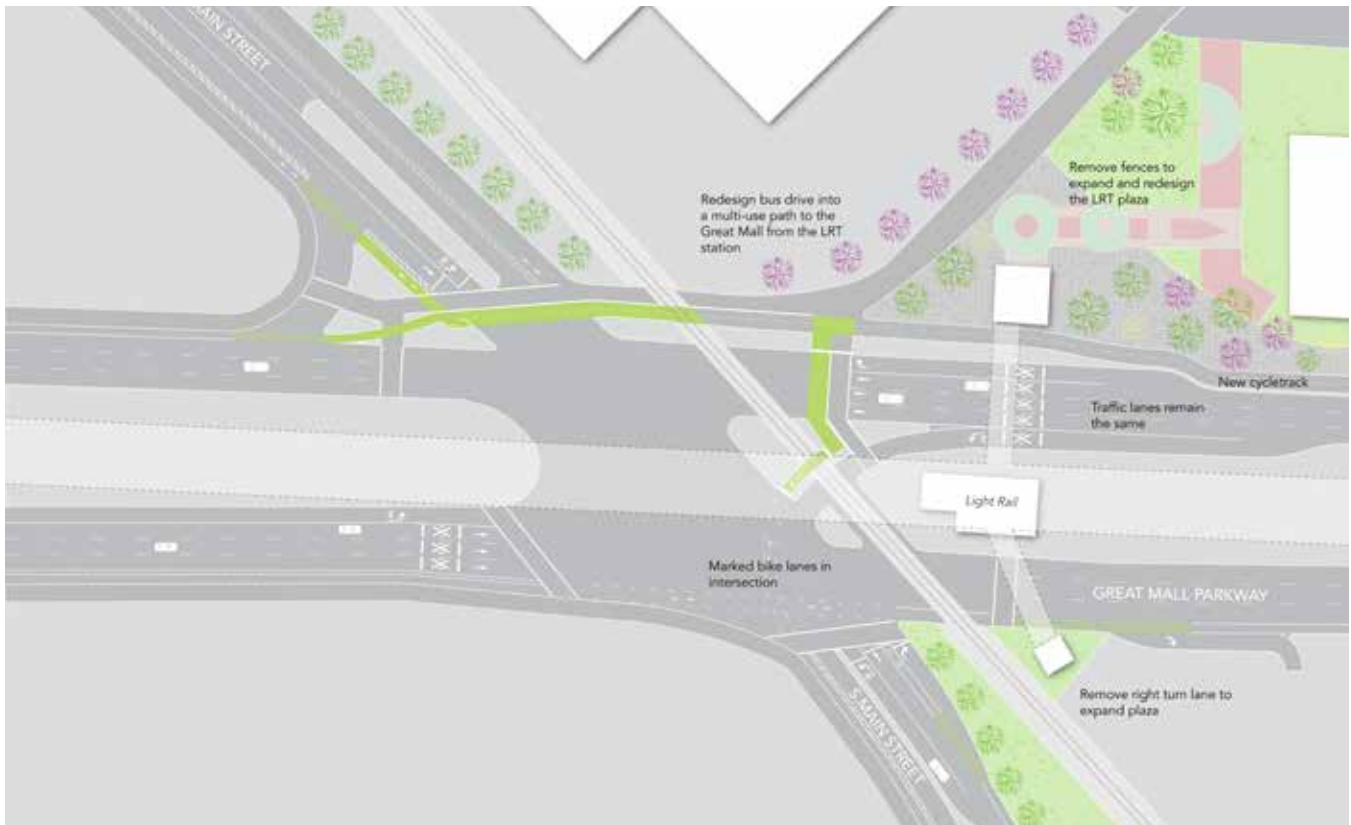 MAIN STREET
Remove fences to
expand and redesign
the LRT plaza
Redesign bus drive into
a multi-use path to the
Great Mall from the LRT
station
New cycletrack
Traffic lanes remain
the same
Light Rail
Marked bike lanes in
intersection
GREAT MALL PARKWAY
Remove right turn lane to
expand plaza
S MAIN STREET